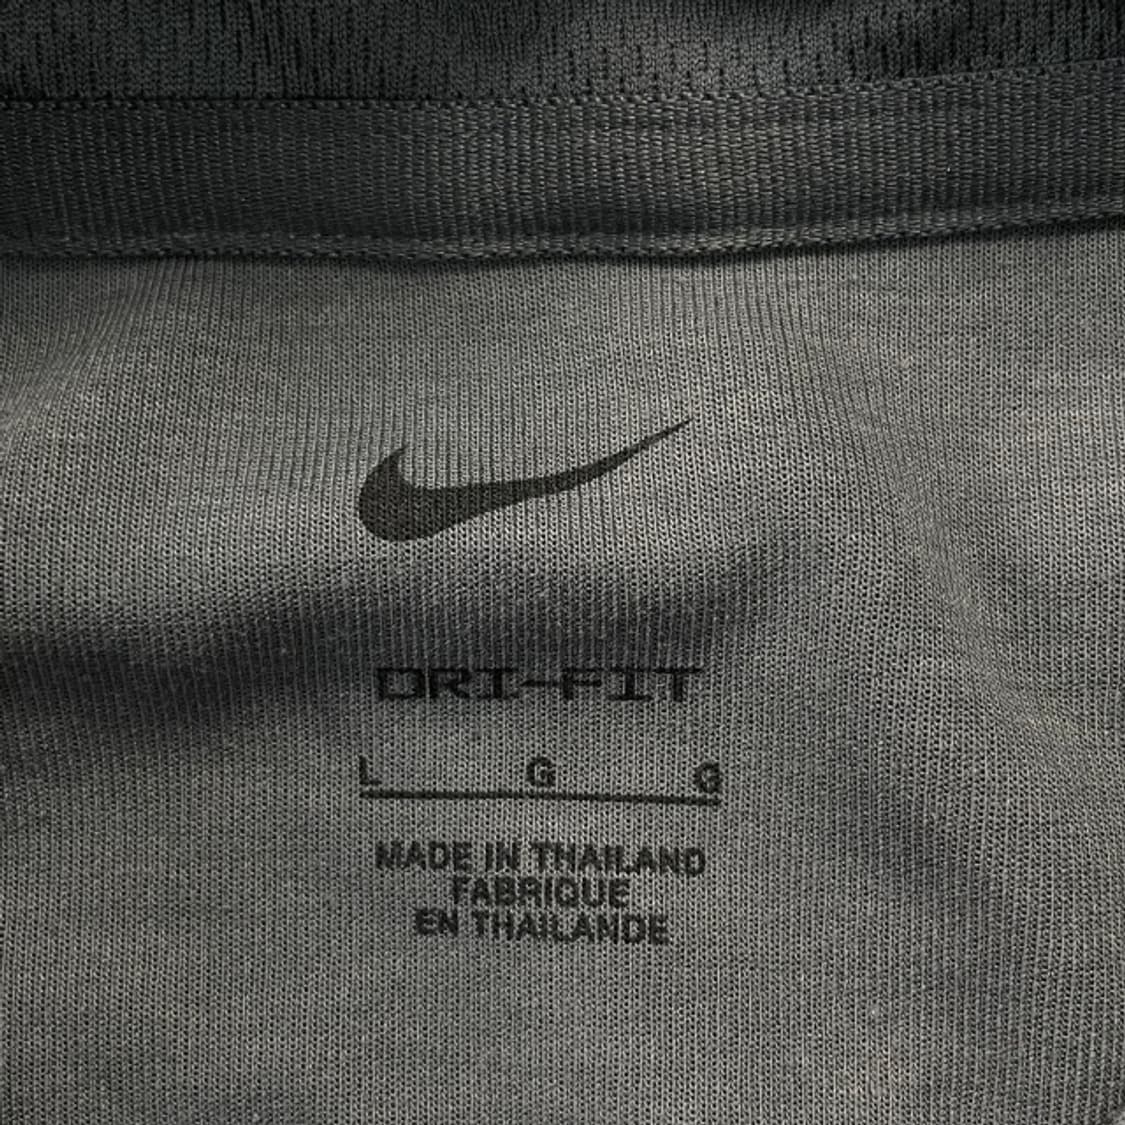 DRI-FIT
L G G
MADE IN THAILAND
FABRIQUE
EN THAILANDE